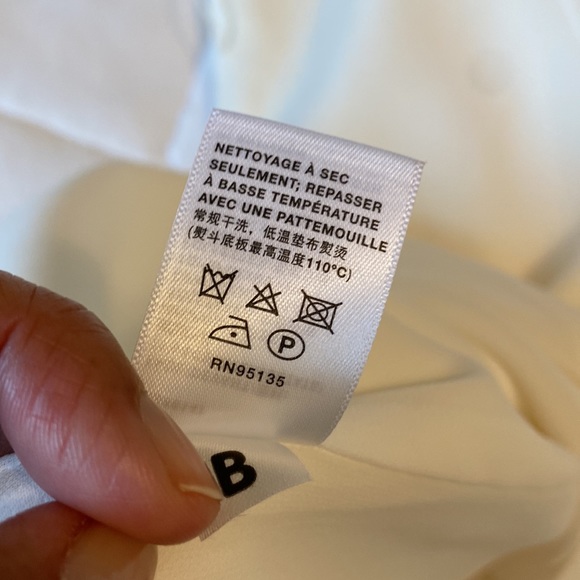 NETTOYAGE À SEC
SEULEMENT; REPASSER
À BASSE TEMPÉRATURE
AVEC UNE PATTEMOUILLE
常规干洗，低温垫布熨烫
(熨斗底板最高温度110°C)
P
RN95135
B